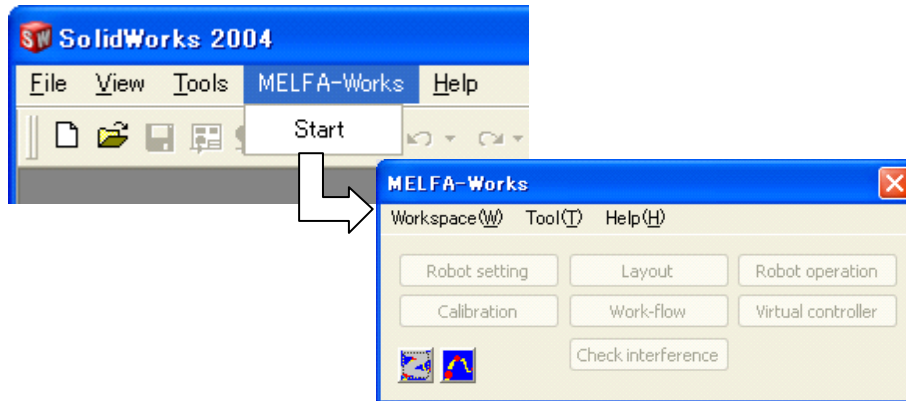 SolidWorks 2004
File View Tools MELFA-Works Help
Start
MELFA-Works
Workspace(W) Tool(T) Help(H)
Robot setting Layout Robot operation
Calibration Work-flow Virtual controller
Check interference